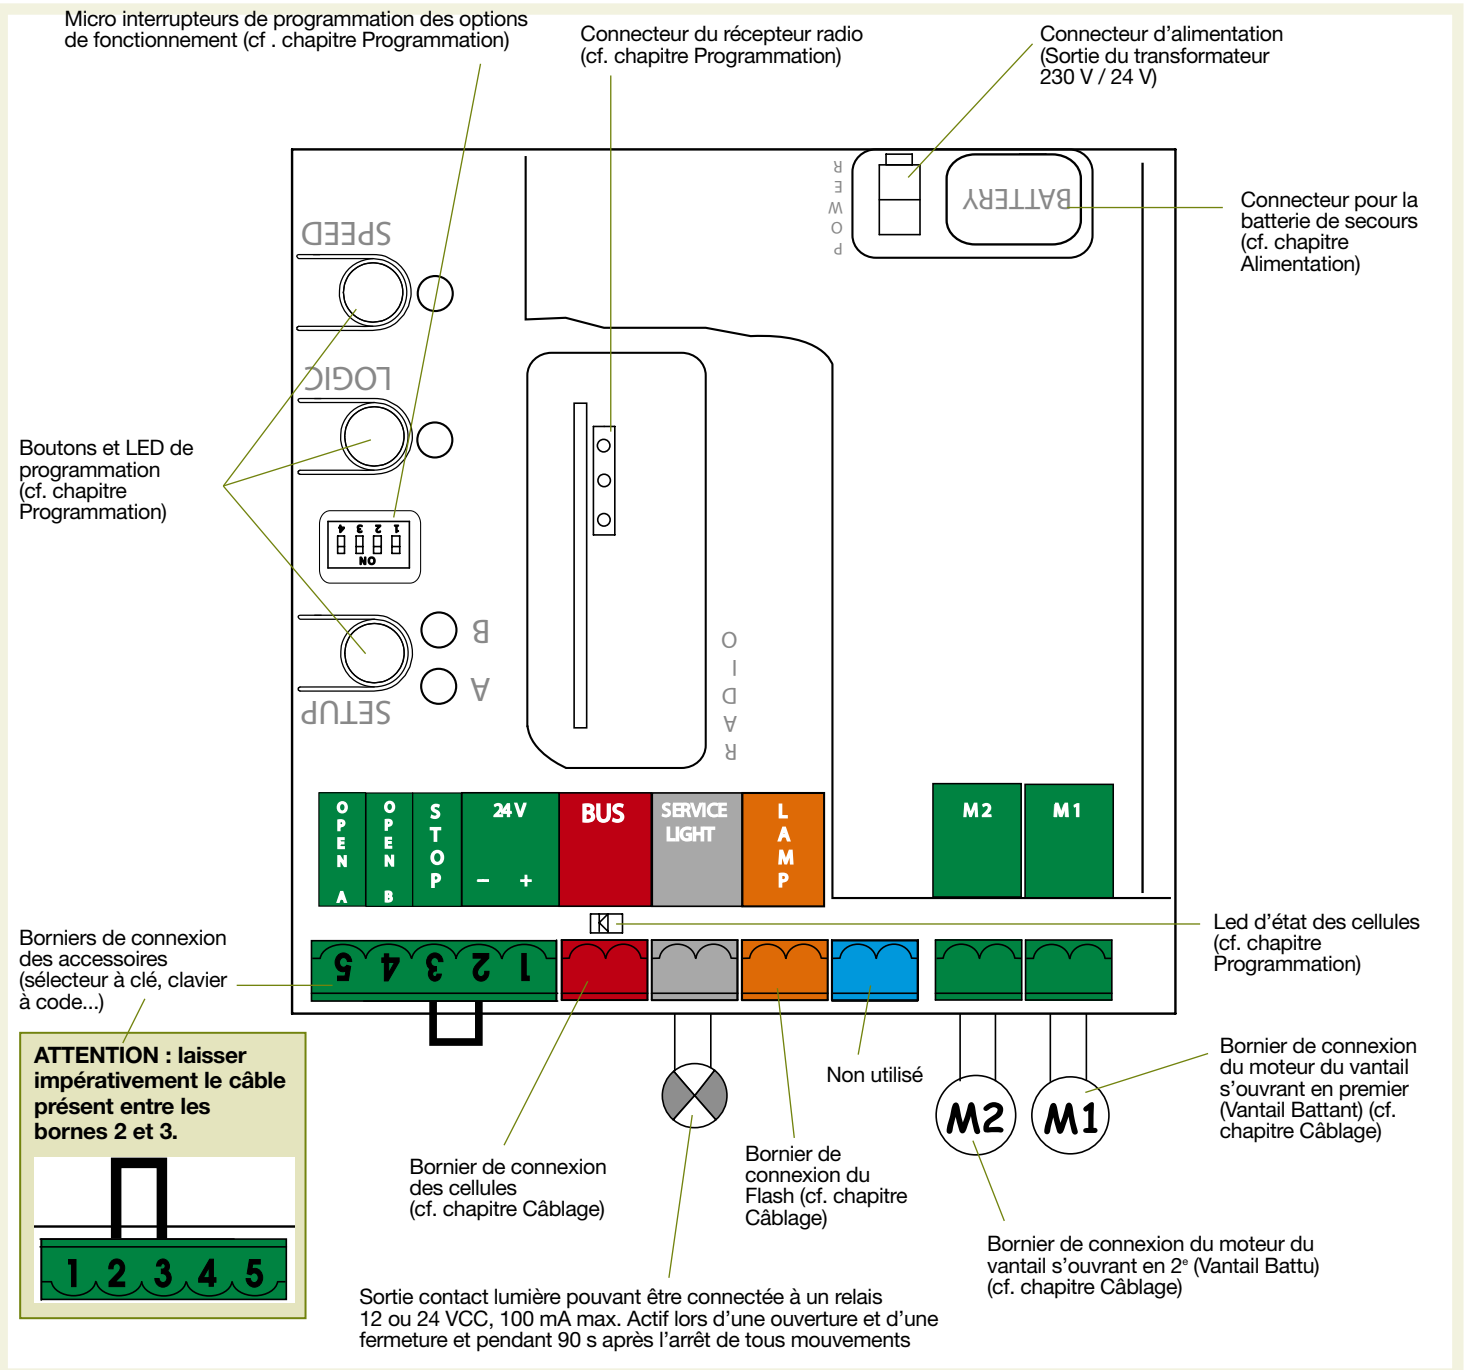 Micro interrupteurs de programmation des options
de fonctionnement (cf . chapitre Programmation)
Connecteur du récepteur radio
(cf. chapitre Programmation)
Connecteur d’alimentation
(Sortie du transformateur
230 V / 24 V)
POWER
BATTERY
Connecteur pour la
batterie de secours
(cf. chapitre
Alimentation)
SPEED
LOGIC
Boutons et LED de
programmation
(cf. chapitre
Programmation)
1 2 3 4
ON
B
A
SETUP
RADIO
OPEN A
OPEN B
STOP
24V
– +
BUS
SERVICE
LIGHT
LAMP
M2
M1
Led d’état des cellules
(cf. chapitre
Programmation)
Borniers de connexion
des accessoires
(sélecteur à clé, clavier
à code...)
1 2 3 4 5
ATTENTION : laisser
impérativement le câble
présent entre les
bornes 2 et 3.
1 2 3 4 5
Non utilisé
M2
M1
Bornier de connexion
du moteur du vantail
s’ouvrant en premier
(Vantail Battant) (cf.
chapitre Câblage)
Bornier de connexion
des cellules
(cf. chapitre Câblage)
Bornier de
connexion du
Flash (cf. chapitre
Câblage)
Bornier de connexion du moteur du
vantail s’ouvrant en 2e (Vantail Battu)
(cf. chapitre Câblage)
Sortie contact lumière pouvant être connectée à un relais
12 ou 24 VCC, 100 mA max. Actif lors d’une ouverture et d’une
fermeture et pendant 90 s après l’arrêt de tous mouvements